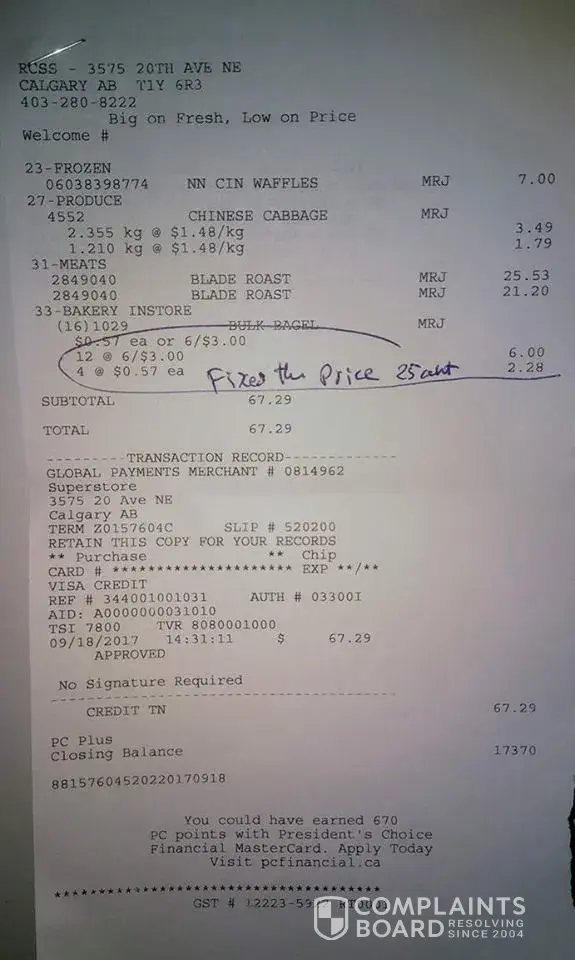 RCSS - 3575 20TH AVE NE
CALGARY AB T1Y 6R3
403-280-8222
Big on Fresh, Low on Price
Welcome #
23-FROZEN
06038398774 NN CIN WAFFLES MRJ 7.00
27-PRODUCE
4552 CHINESE CABBAGE MRJ
2.355 kg @ $1.48/kg 3.49
1.210 kg @ $1.48/kg 1.79
31-MEATS
2849040 BLADE ROAST MRJ 25.53
2849040 BLADE ROAST MRJ 21.20
33-BAKERY INSTORE
(16)1029 BULK BAGEL MRJ
$0.57 ea or 6/$3.00
12 @ 6/$3.00 6.00
4 @ $0.57 ea 2.28
Fixed the Price 25cent
SUBTOTAL 67.29
TOTAL 67.29
---------TRANSACTION RECORD-------------
GLOBAL PAYMENTS MERCHANT # 0814962
Superstore
3575 20 Ave NE
Calgary AB
TERM Z0157604C SLIP # 520200
RETAIN THIS COPY FOR YOUR RECORDS
** Purchase ** Chip
CARD # ********************* EXP **/**
VISA CREDIT
REF # 344001001031 AUTH # 03300I
AID: A0000000031010
TSI 7800 TVR 8080001000
09/18/2017 14:31:11 $ 67.29
APPROVED
No Signature Required
----------------------------------------
CREDIT TN 67.29
PC Plus
Closing Balance 17370
88157604520220170918
You could have earned 670
PC points with President's Choice
Financial MasterCard. Apply Today
Visit pcfinancial.ca
****************************************
GST #
COMPLAINTS
BOARD RESOLVING
SINCE 2004